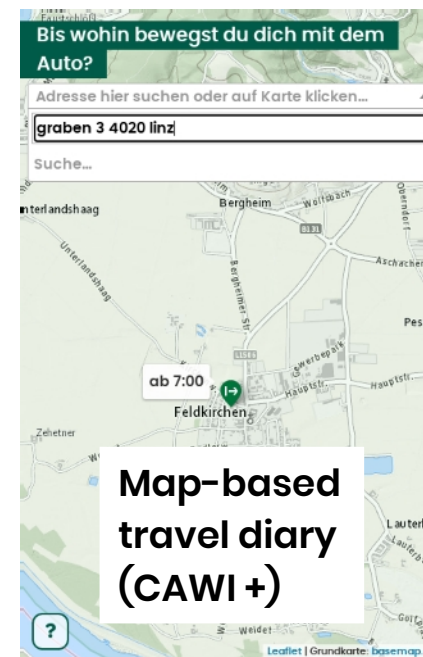 Bis wohin bewegst du dich mit dem
Auto?
Adresse hier suchen oder auf Karte klicken...
graben 3 4020 linz
Suche...
Bergheim
Wolfsbach
Oberndorf
nterlandshaag
B131
Unterlandshaag
Aschacher
Bergheimer Str
Pes
L1506
Gewerbepark
ab 7:00
Hauptstr.
Hauptstr.
Feldkirchen
Zehetner
Map-based
travel diary
(CAWI +)
Lauter
Weidet
Golf
?
Leaflet | Grundkarte: basemap.